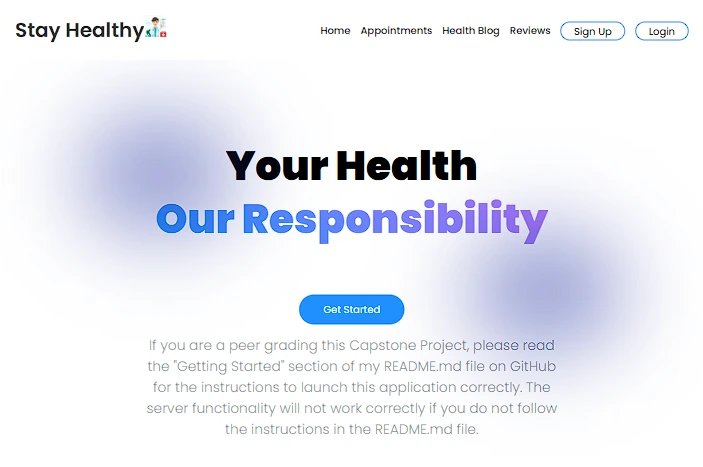 Stay Healthy
Home Appointments Health Blog Reviews Sign Up Login
Your Health
Our Responsibility
Get Started
If you are a peer grading this Capstone Project, please read
the "Getting Started" section of my README.md file on GitHub
for the instructions to launch this application correctly. The
server functionality will not work correctly if you do not follow
the instructions in the README.md file.